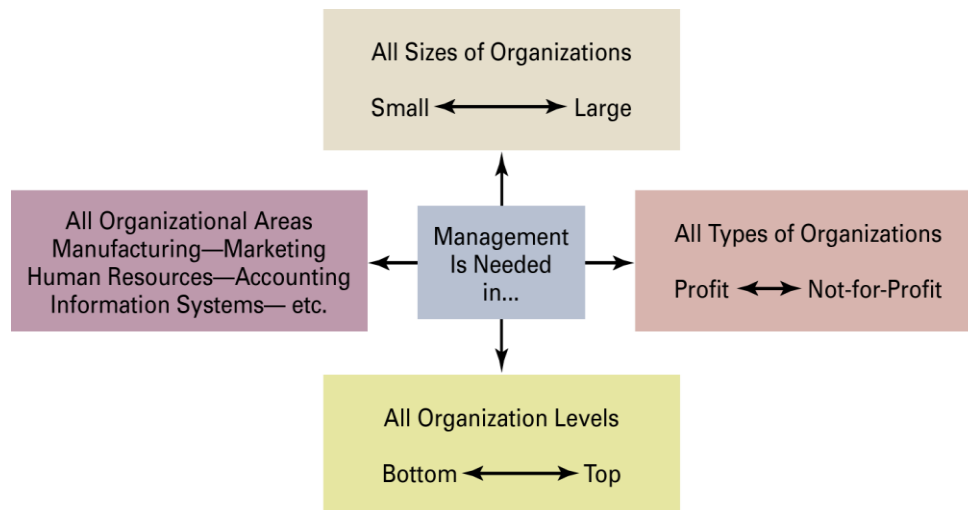 All Sizes of Organizations
Small Large
All Organizational Areas
Manufacturing—Marketing
Human Resources—Accounting
Information Systems— etc.
Management
Is Needed
in...
All Types of Organizations
Profit Not-for-Profit
All Organization Levels
Bottom Top